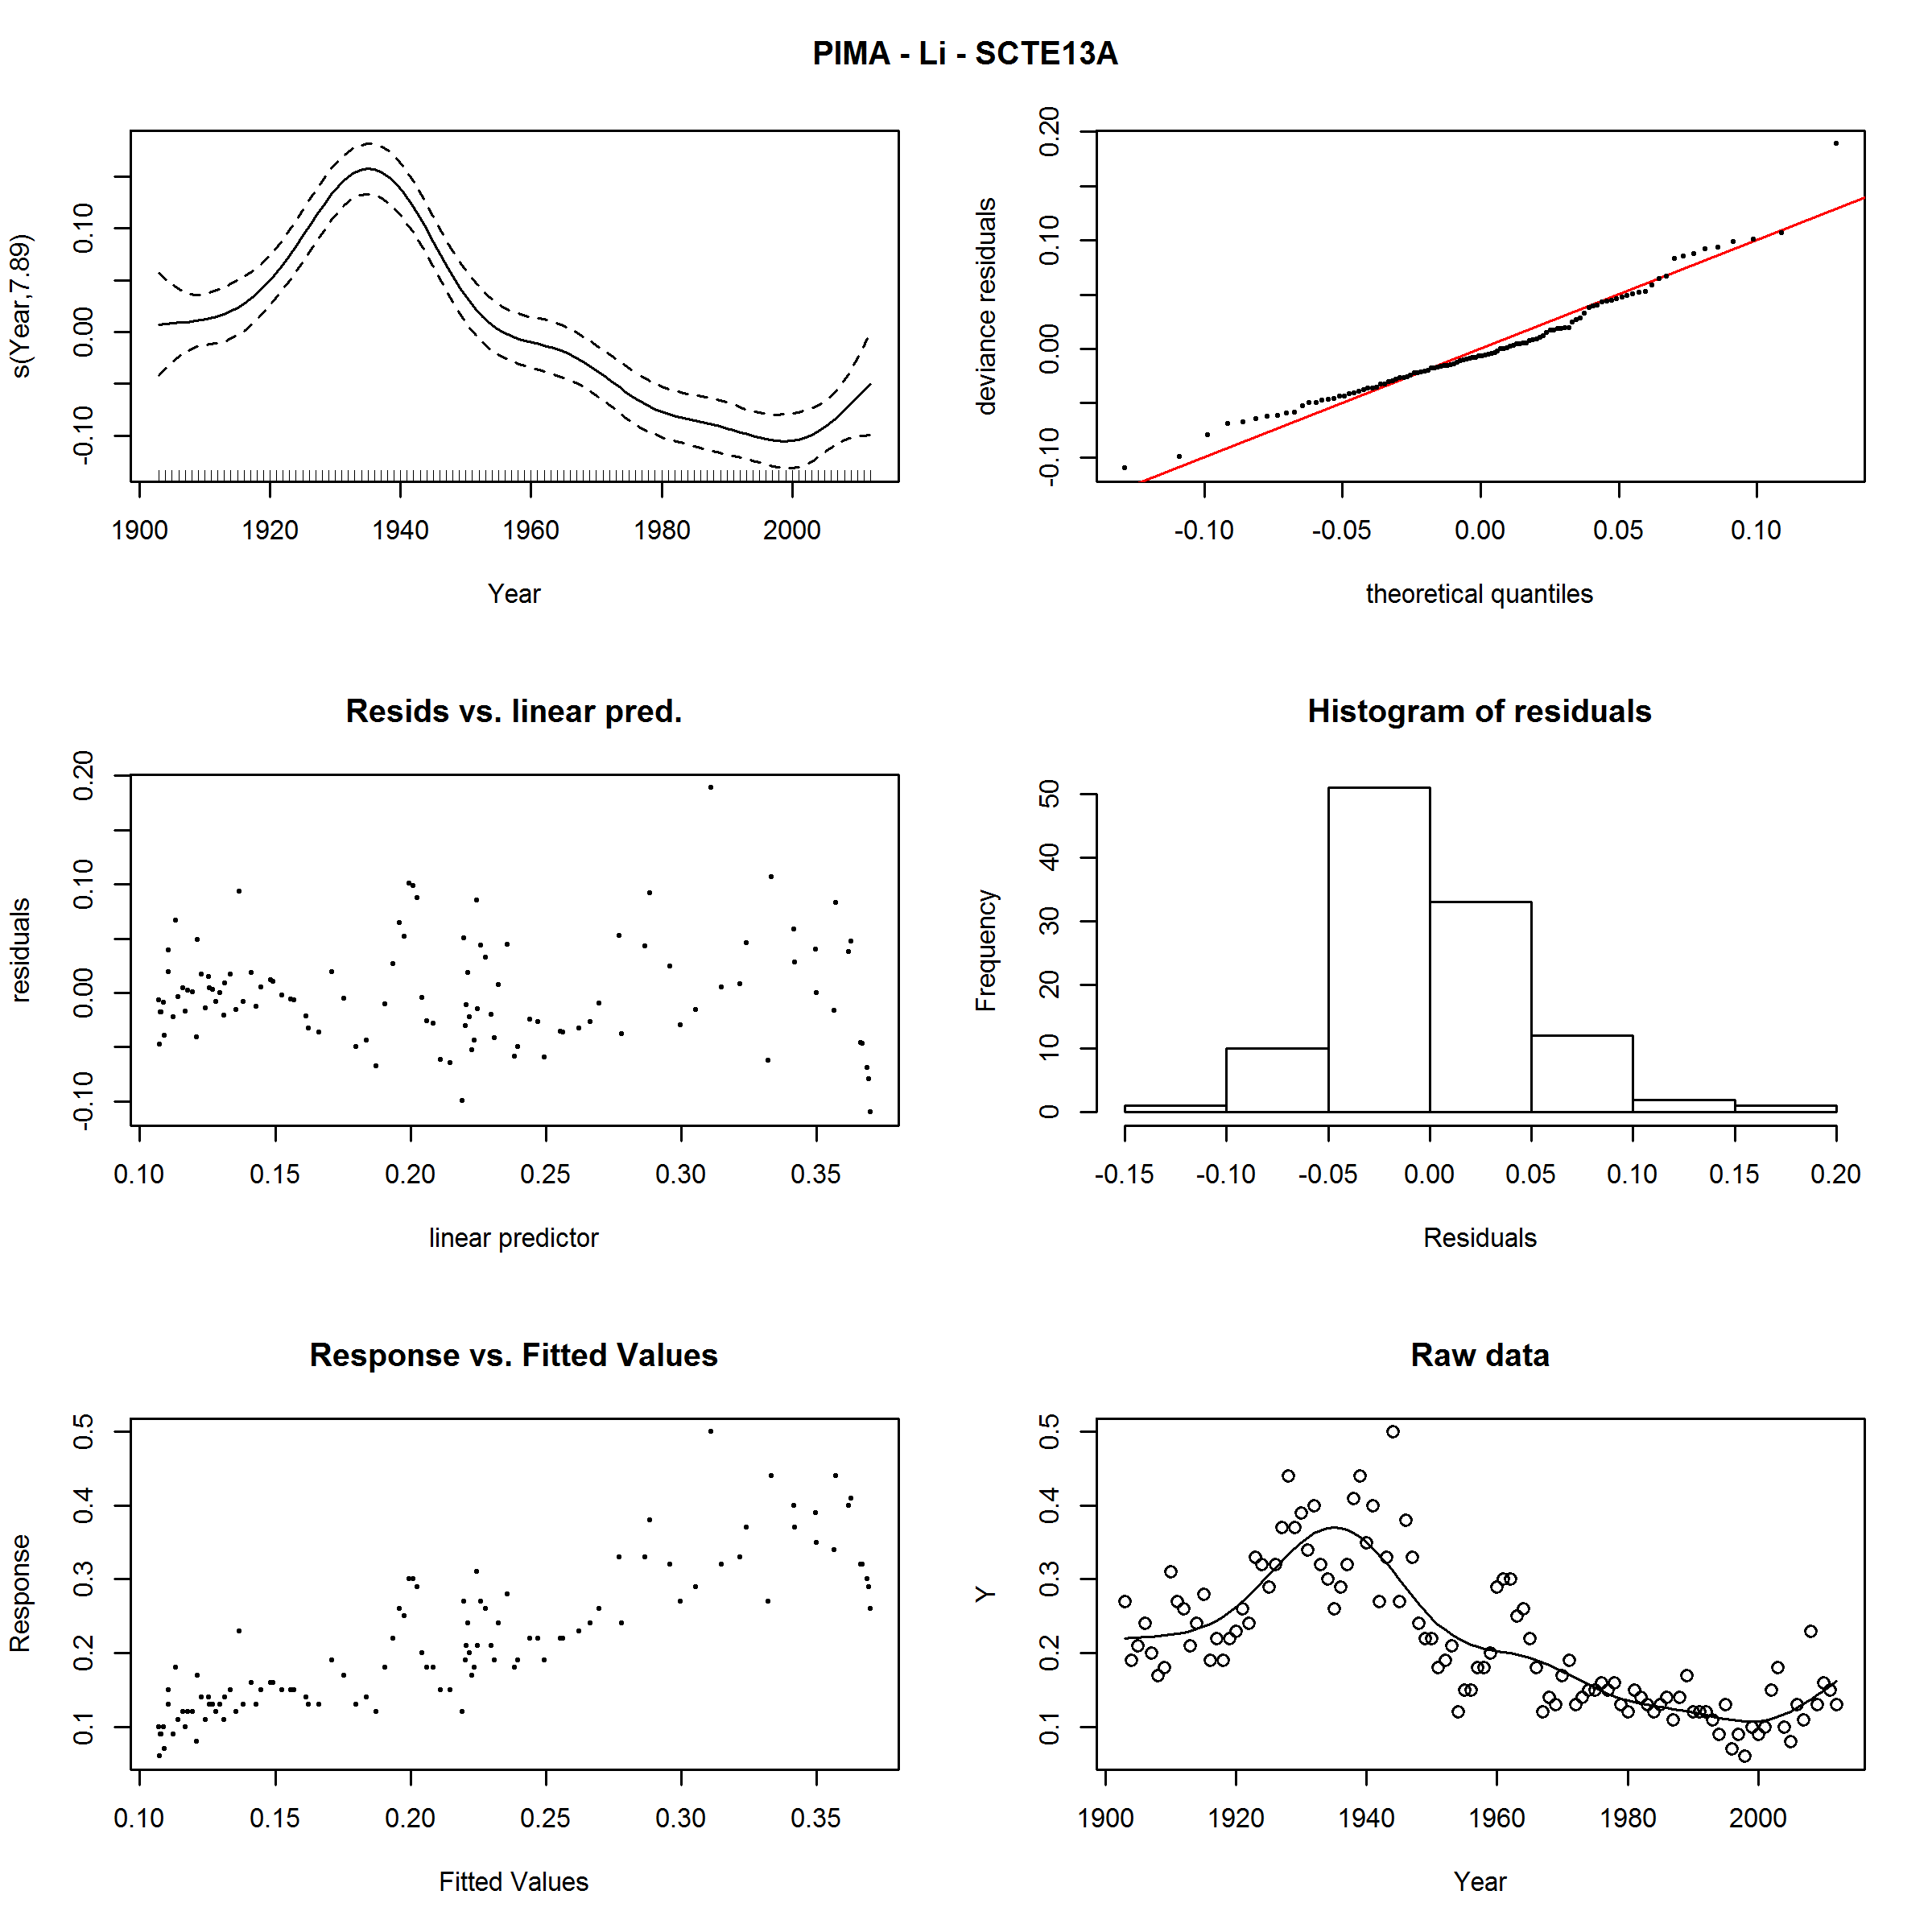 PIMA - Li - SCTE13A
s(Year,7.89)
0.10
0.00
-0.10
1900 1920 1940 1960 1980 2000
Year
deviance residuals
0.20
0.10
0.00
-0.10
-0.10 -0.05 0.00 0.05 0.10
theoretical quantiles
Resids vs. linear pred.
residuals
0.20
0.10
0.00
-0.10
0.10 0.15 0.20 0.25 0.30 0.35
linear predictor
Histogram of residuals
Frequency
50
40
30
20
10
0
-0.15 -0.10 -0.05 0.00 0.05 0.10 0.15 0.20
Residuals
Response vs. Fitted Values
Response
0.5
0.4
0.3
0.2
0.1
0.10 0.15 0.20 0.25 0.30 0.35
Fitted Values
Raw data
Y
0.5
0.4
0.3
0.2
0.1
1900 1920 1940 1960 1980 2000
Year